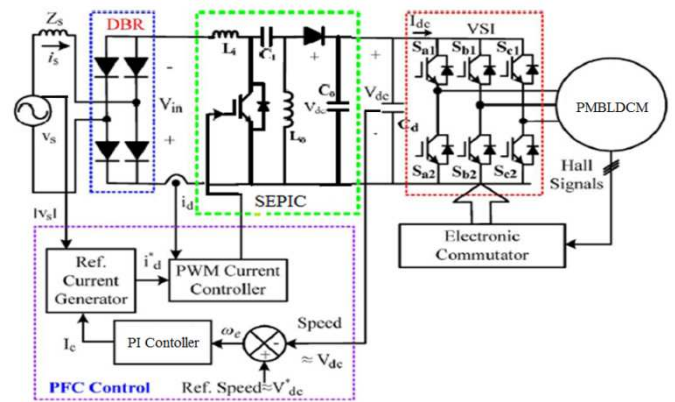 Zs
is
vs
DBR
-
Vin
+
Li
C1
+
Vdc
Co
Lo
SEPIC
+
Vdc
-
Cd
Idc
VSI
Sa1 Sb1 Sc1
Sa2 Sb2 Sc2
PMBLDCM
Hall
Signals
Electronic
Commutator
|vs|
id
Ref.
Current
Generator
i*d
PWM Current
Controller
Ic
PI Contoller
ωe
-
+
Speed
≈ Vdc
PFC Control
Ref. Speed≈V*dc